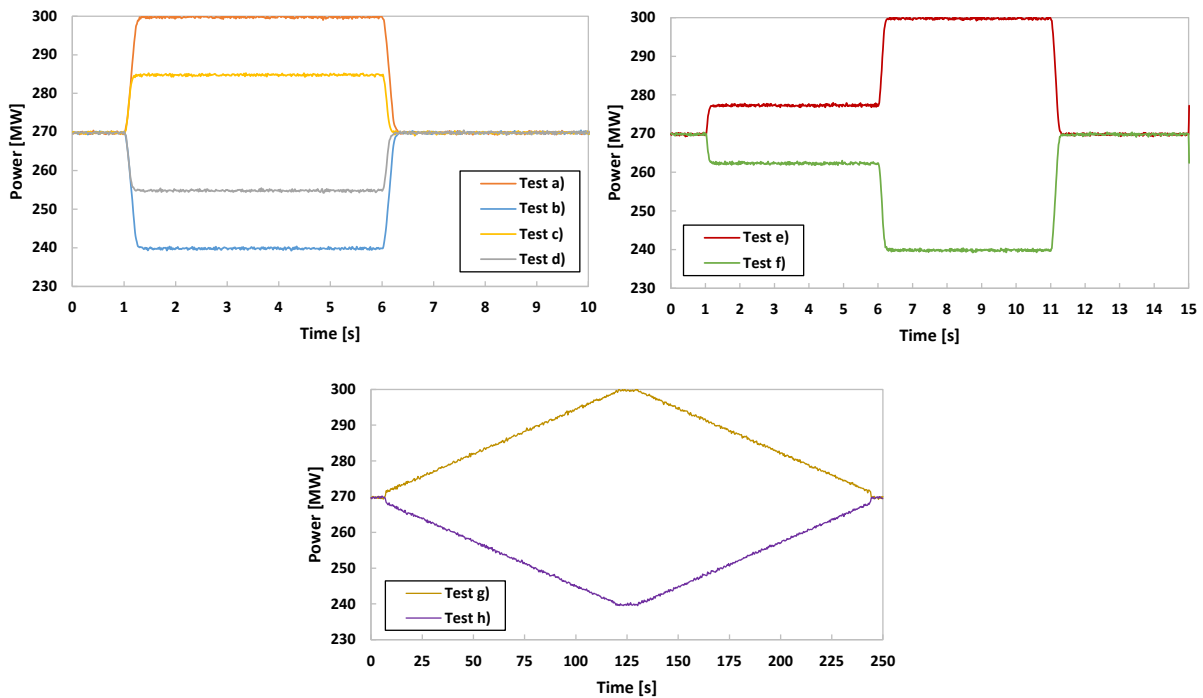 300
290
280
270
260
250
240
230
Power [MW]
0 1 2 3 4 5 6 7 8 9 10
Time [s]
Test a)
Test b)
Test c)
Test d)
300
290
280
270
260
250
240
230
Power [MW]
0 1 2 3 4 5 6 7 8 9 10 11 12 13 14 15
Time [s]
Test e)
Test f)
300
290
280
270
260
250
240
230
Power [MW]
0 25 50 75 100 125 150 175 200 225 250
Time [s]
Test g)
Test h)